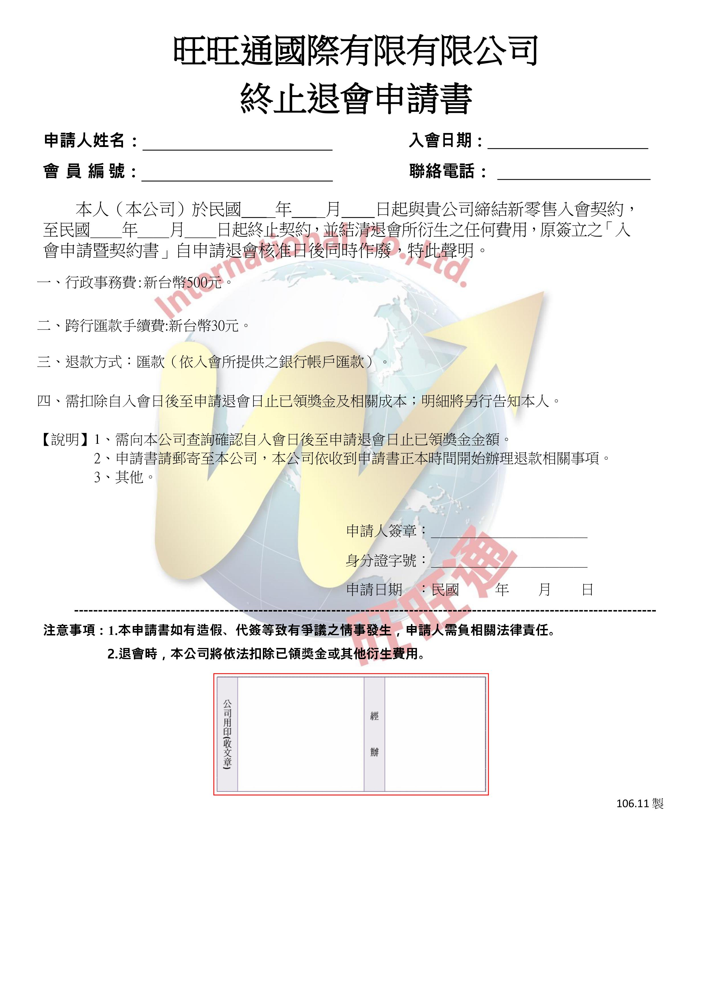 旺旺通國際有限有限公司
終止退會申請書
申請人姓名：＿＿＿＿＿＿ 入會日期：＿＿＿＿＿＿
會 員 編 號：＿＿＿＿＿＿ 聯絡電話：＿＿＿＿＿＿
本人（本公司）於民國____年____月____日起與貴公司締結新零售入會契約，
至民國____年____月____日起終止契約，並結清退會所衍生之任何費用，原簽立之「入
會申請暨契約書」自申請退會核准日後同時作廢，特此聲明。
International Co.,Ltd.
一、行政事務費:新台幣500元。
二、跨行匯款手續費:新台幣30元。
三、退款方式：匯款（依入會所提供之銀行帳戶匯款）。
四、需扣除自入會日後至申請退會日止已領獎金及相關成本；明細將另行告知本人。
【說明】1、需向本公司查詢確認自入會日後至申請退會日止已領獎金金額。
2、申請書請郵寄至本公司，本公司依收到申請書正本時間開始辦理退款相關事項。
3、其他。
申請人簽章：＿＿＿＿＿＿
身分證字號：＿＿＿＿＿＿
申請日期 ：民國 年 月 日
旺旺通
注意事項：1.本申請書如有造假、代簽等致有爭議之情事發生，申請人需負相關法律責任。
2.退會時，本公司將依法扣除已領獎金或其他衍生費用。
公司用印(收文章)
經 辦
106.11 製